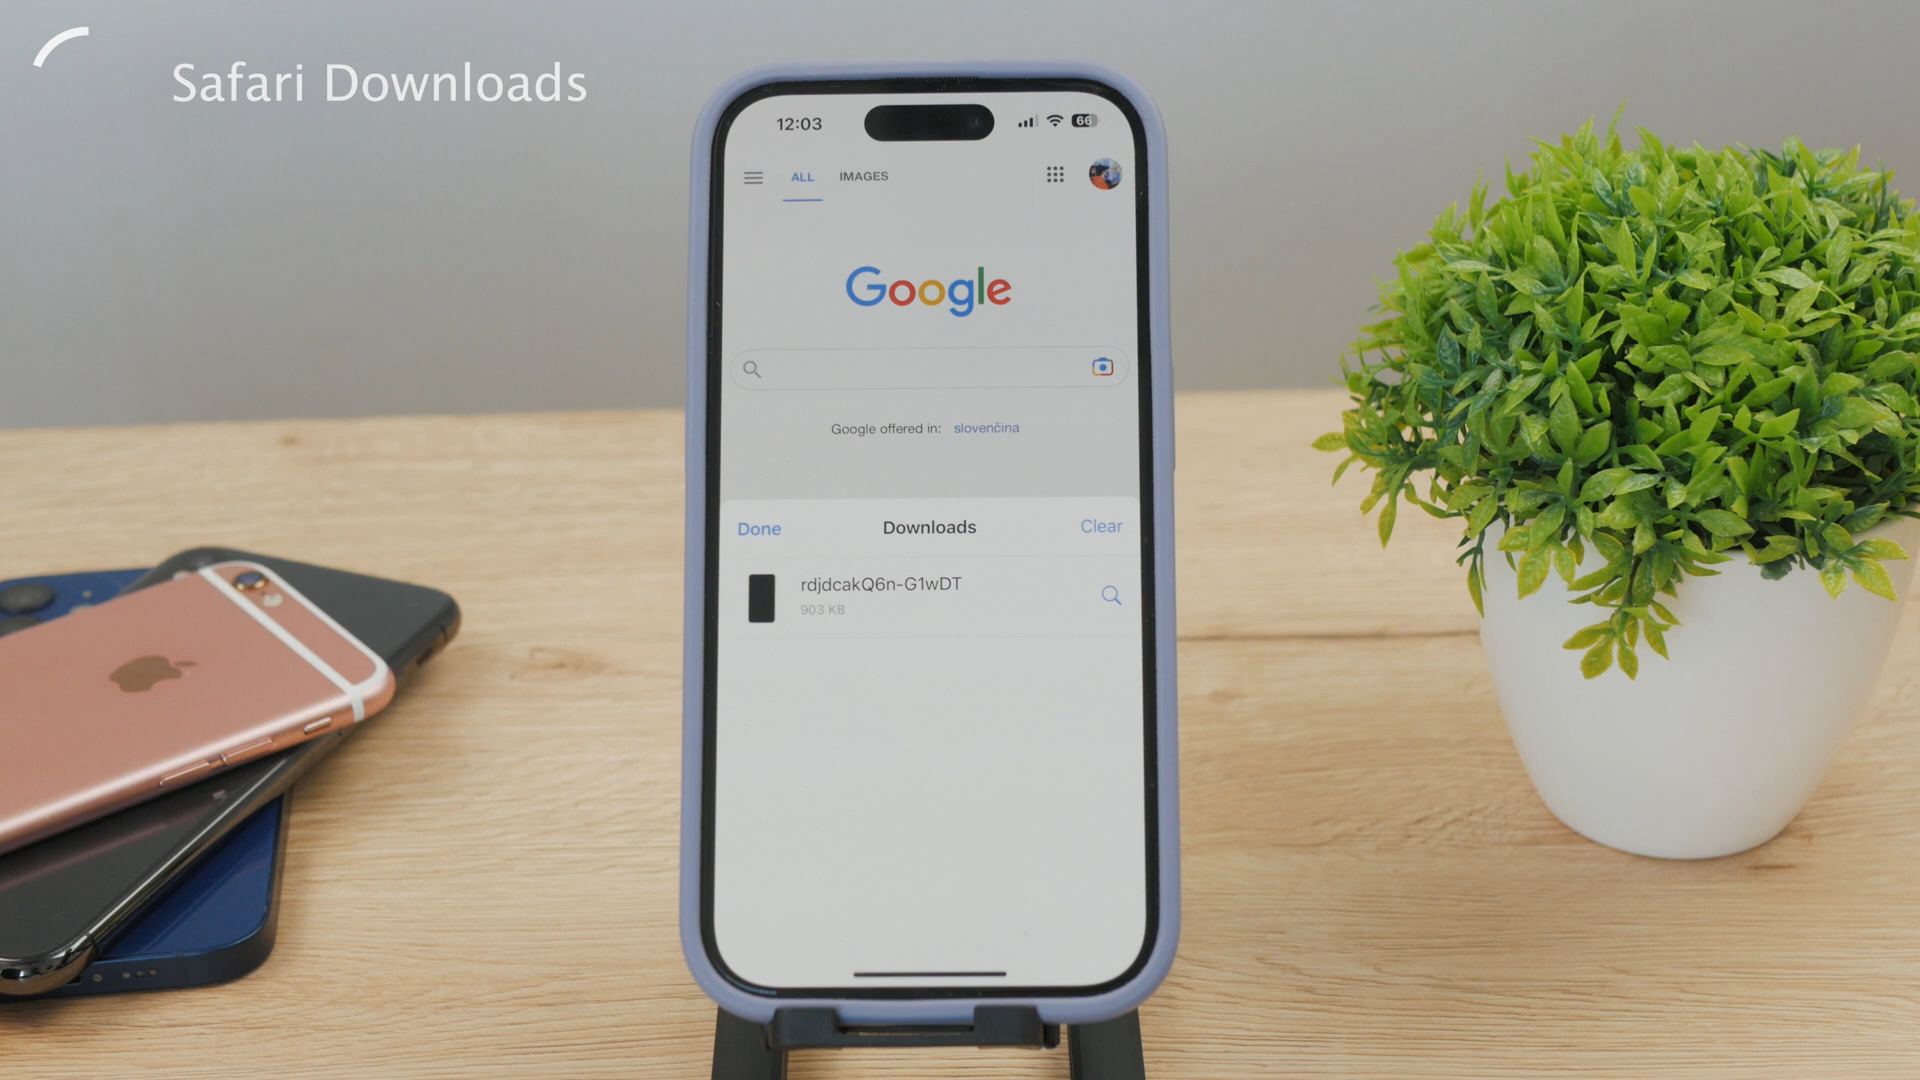 Safari Downloads
12:03
66
ALL IMAGES
Google
Google offered in: slovenčina
Done Downloads Clear
rdjdcakQ6n-G1wDT
903 KB